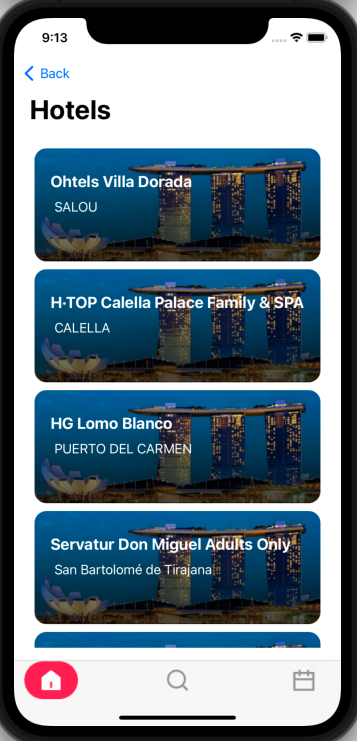 9:13
Back
Hotels
Ohtels Villa Dorada
SALOU
H·TOP Calella Palace Family & SPA
CALELLA
HG Lomo Blanco
PUERTO DEL CARMEN
Servatur Don Miguel Adults Only
San Bartolomé de Tirajana